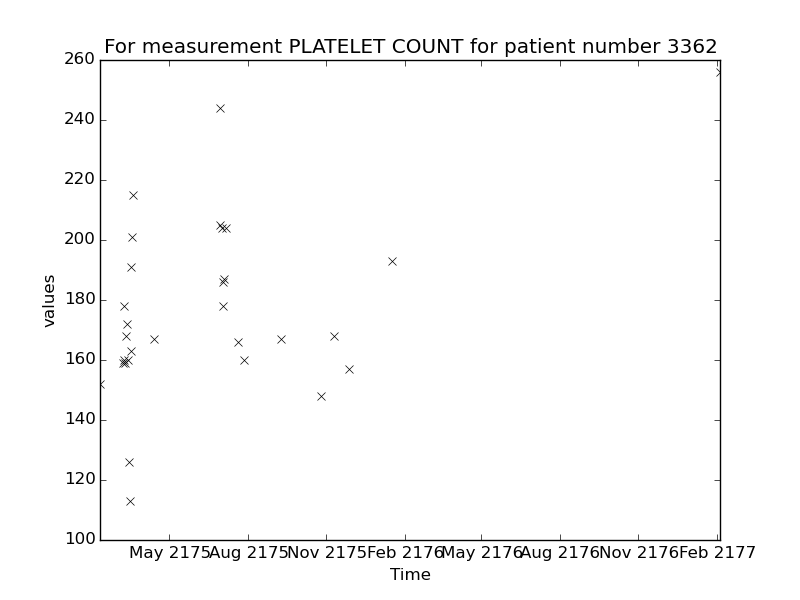 For measurement PLATELET COUNT for patient number 3362
260
240
220
200
180
160
140
120
100
values
May 2175 Aug 2175 Nov 2175 Feb 2176 May 2176 Aug 2176 Nov 2176 Feb 2177
Time